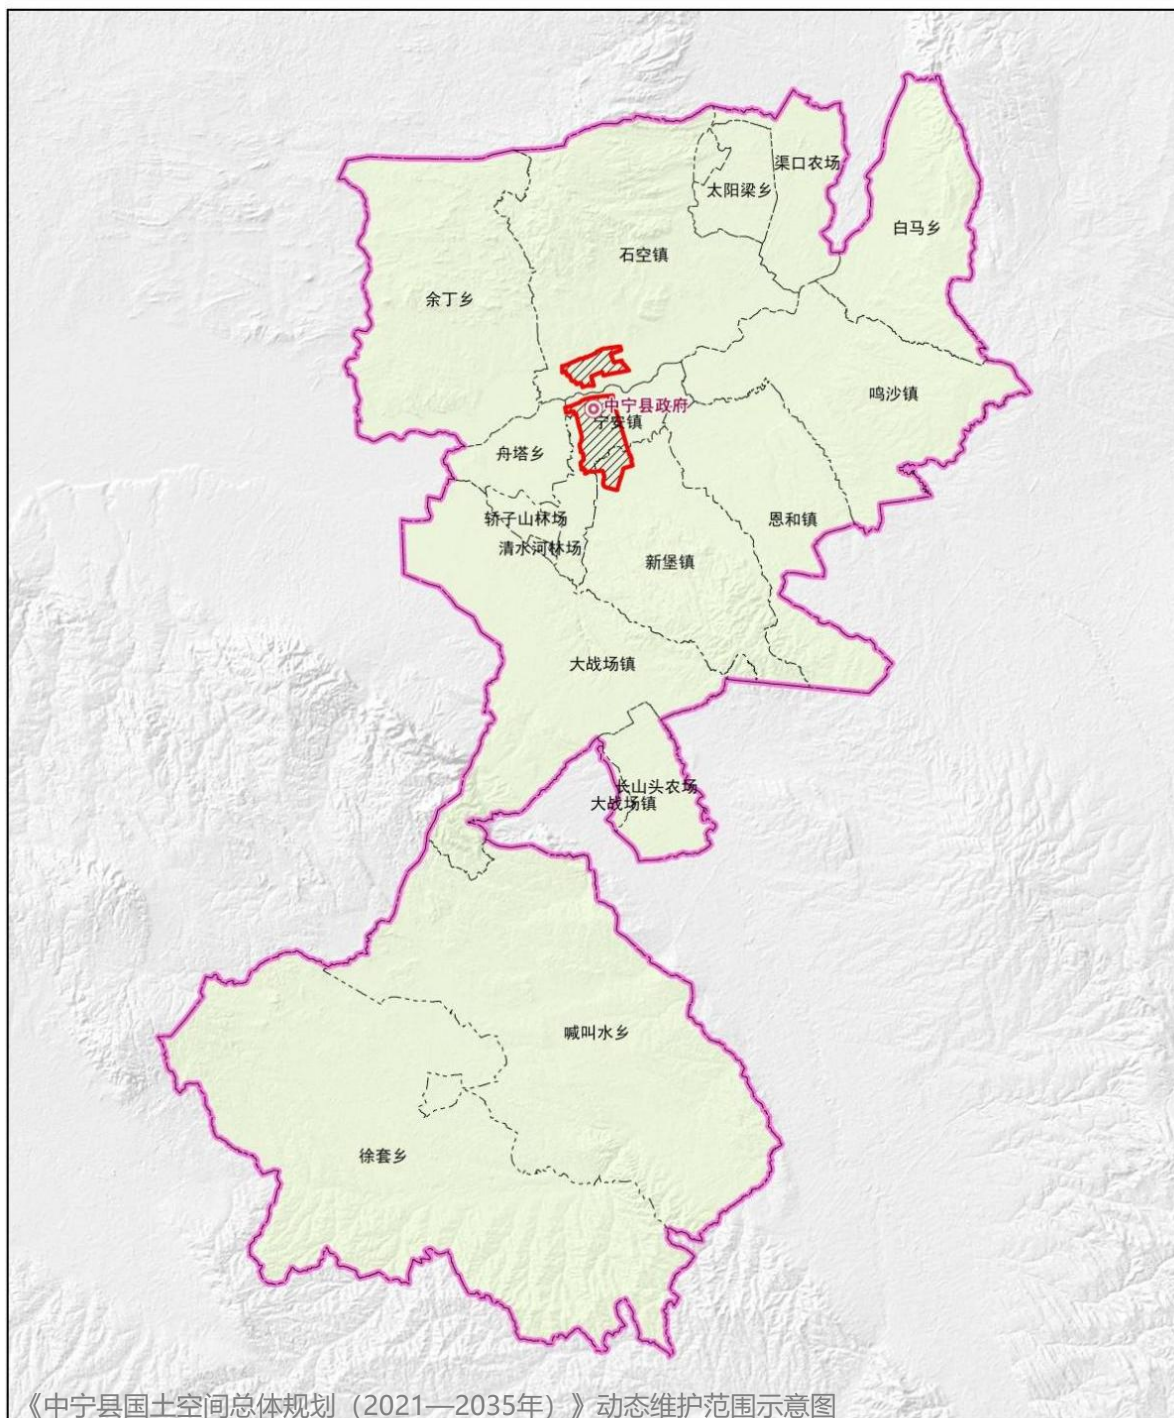 渠口农场
太阳梁乡
白马乡
石空镇
余丁乡
鸣沙镇
中宁县政府
宁安镇
舟塔乡
轿子山林场
恩和镇
清水河林场
新堡镇
大战场镇
长山头农场
大战场镇
喊叫水乡
徐套乡
《中宁县国土空间总体规划（2021—2035年）》动态维护范围示意图